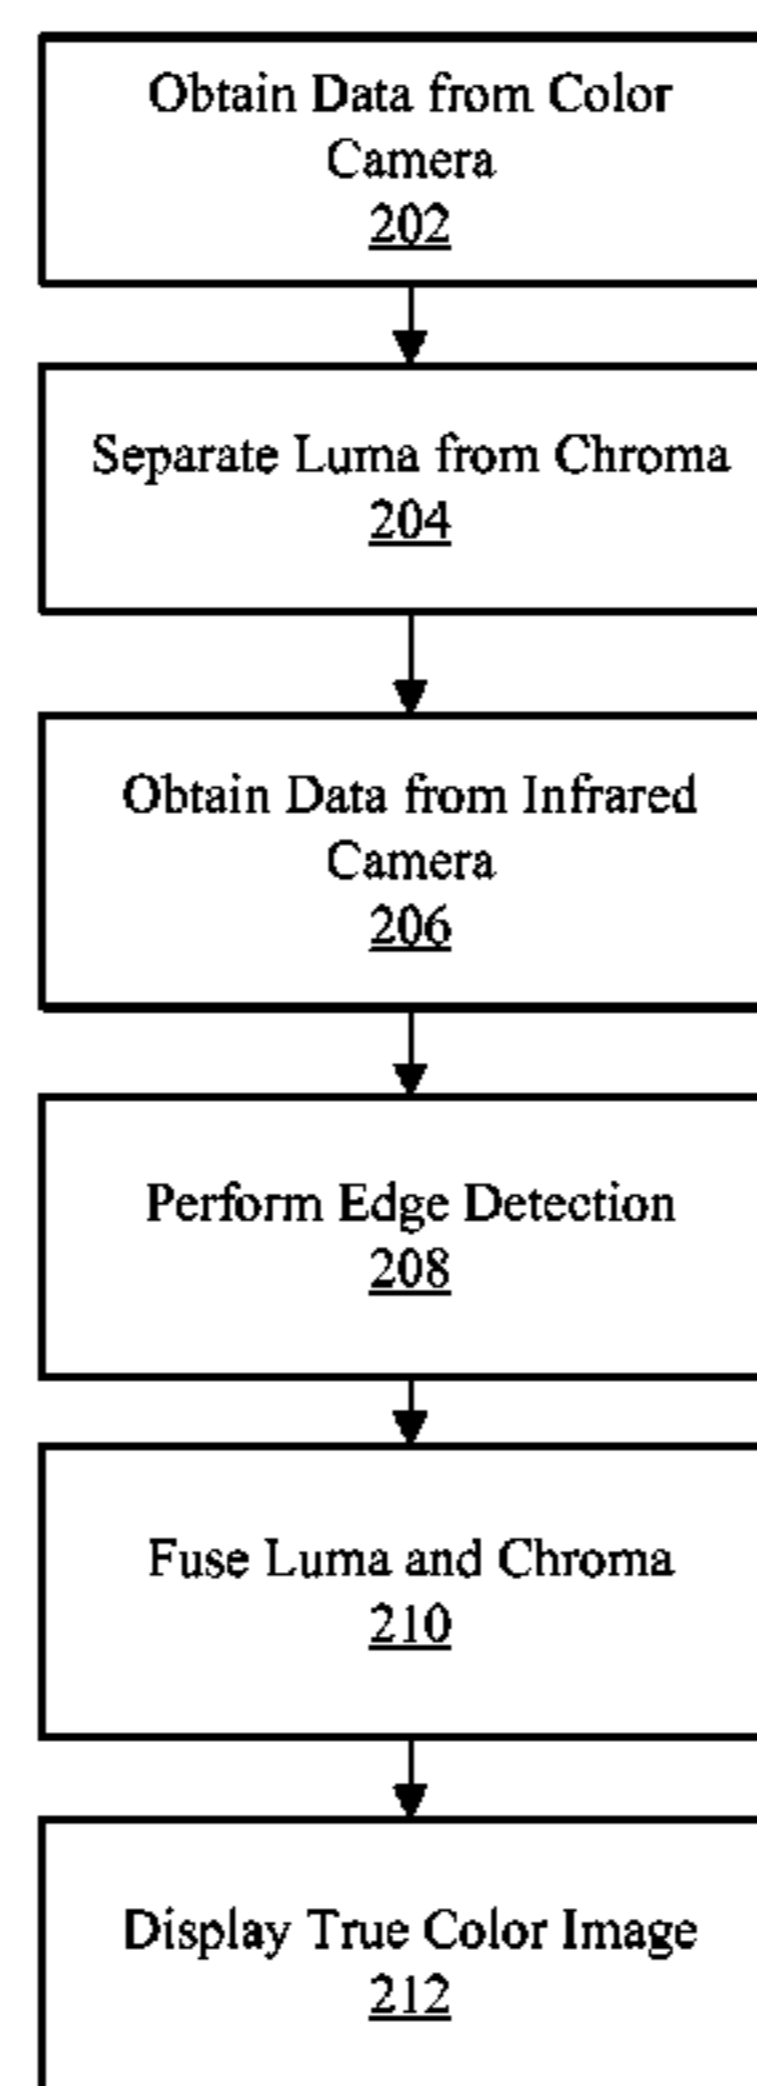 Obtain Data from Color
Camera
202
Separate Luma from Chroma
204
Obtain Data from Infrared
Camera
206
Perform Edge Detection
208
Fuse Luma and Chroma
210
Display True Color Image
212